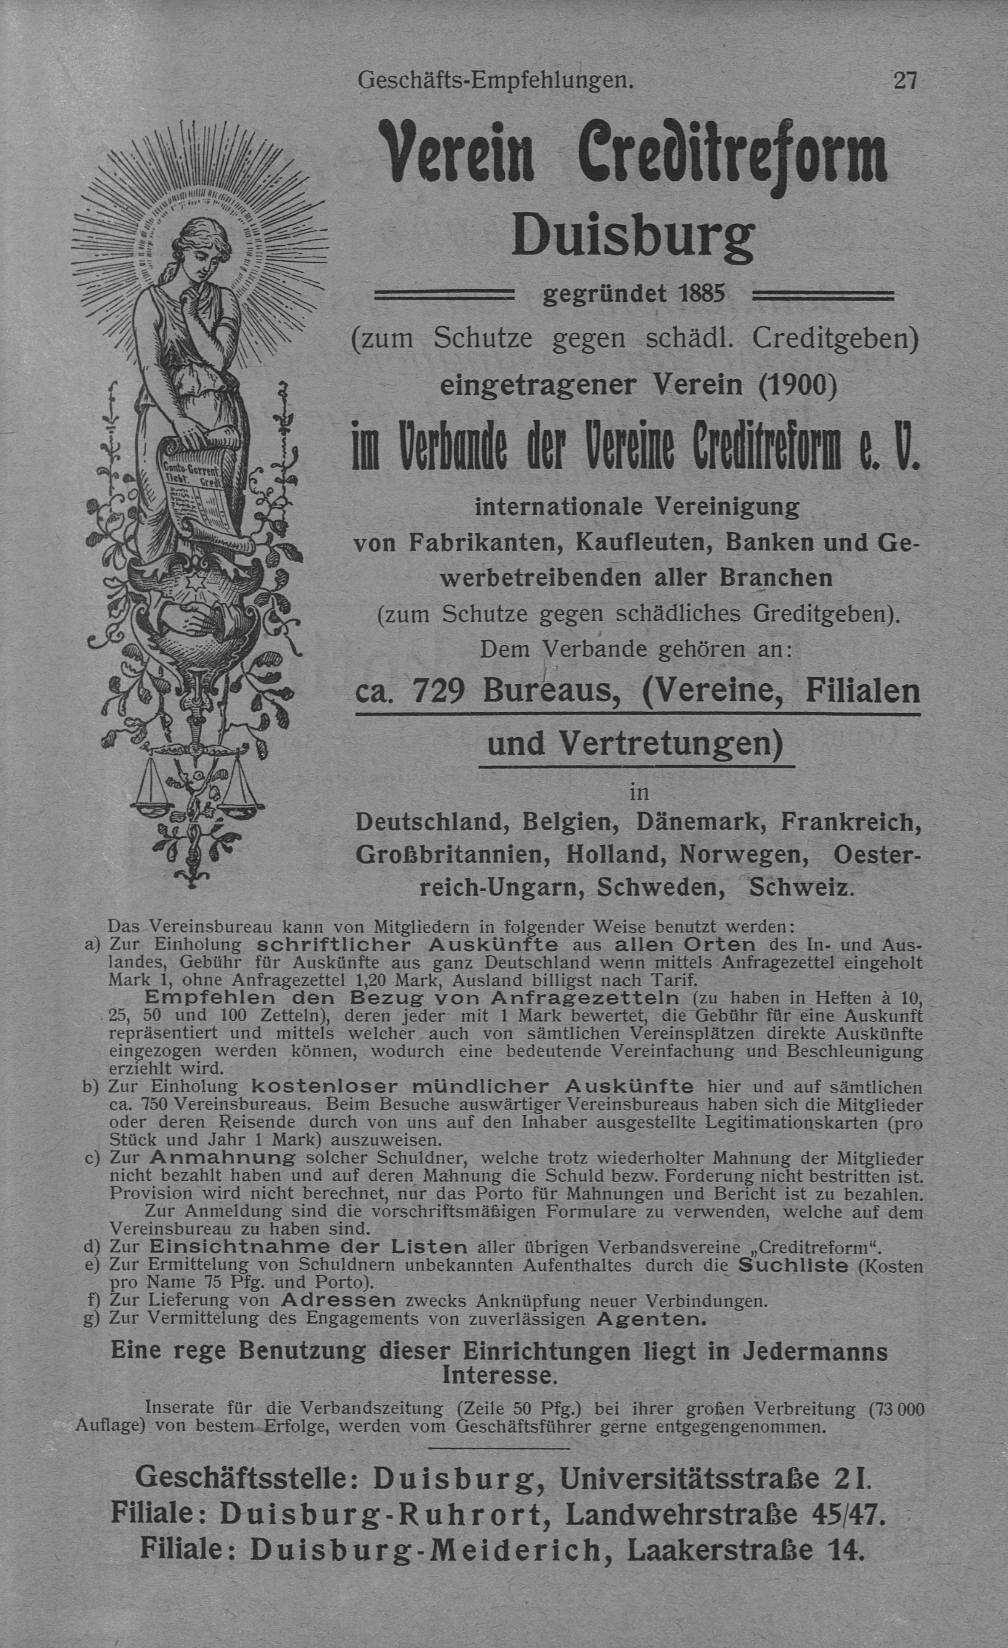 Geschäfts-Empfehlungen. 27
Verein Creditreform
Duisburg
gegründet 1885
(zum Schutze gegen schädl. Creditgeben)
eingetragener Verein (1900)
im Verbande der Vereine Creditreform e. V.
Conto-Corrent
Debt. Credit
internationale Vereinigung
von Fabrikanten, Kaufleuten, Banken und Ge-
werbetreibenden aller Branchen
(zum Schutze gegen schädliches Greditgeben).
Dem Verbande gehören an:
ca. 729 Bureaus, (Vereine, Filialen
und Vertretungen)
in
Deutschland, Belgien, Dänemark, Frankreich,
Großbritannien, Holland, Norwegen, Oester-
reich-Ungarn, Schweden, Schweiz.
Das Vereinsbureau kann von Mitgliedern in folgender Weise benutzt werden:
a) Zur Einholung schriftlicher Auskünfte aus allen Orten des In- und Aus-
landes, Gebühr für Auskünfte aus ganz Deutschland wenn mittels Anfragezettel eingeholt
Mark 1, ohne Anfragezettel 1,20 Mark, Ausland billigst nach Tarif.
Empfehlen den Bezug von Anfragezetteln (zu haben in Heften à 10,
25, 50 und 100 Zetteln), deren jeder mit 1 Mark bewertet, die Gebühr für eine Auskunft
repräsentiert und mittels welcher auch von sämtlichen Vereinsplätzen direkte Auskünfte
eingezogen werden können, wodurch eine bedeutende Vereinfachung und Beschleunigung
erziehlt wird.
b) Zur Einholung kostenloser mündlicher Auskünfte hier und auf sämtlichen
ca. 750 Vereinsbureaus. Beim Besuche auswärtiger Vereinsbureaus haben sich die Mitglieder
oder deren Reisende durch von uns auf den Inhaber ausgestellte Legitimationskarten (pro
Stück und Jahr 1 Mark) auszuweisen.
c) Zur Anmahnung solcher Schuldner, welche trotz wiederholter Mahnung der Mitglieder
nicht bezahlt haben und auf deren Mahnung die Schuld bezw. Forderung nicht bestritten ist.
Provision wird nicht berechnet, nur das Porto für Mahnungen und Bericht ist zu bezahlen.
Zur Anmeldung sind die vorschriftsmäßigen Formulare zu verwenden, welche auf dem
Vereinsbureau zu haben sind.
d) Zur Einsichtnahme der Listen aller übrigen Verbandsvereine „Creditreform“.
e) Zur Ermittelung von Schuldnern unbekannten Aufenthaltes durch die Suchliste (Kosten
pro Name 75 Pfg. und Porto).
f) Zur Lieferung von Adressen zwecks Anknüpfung neuer Verbindungen.
g) Zur Vermittelung des Engagements von zuverlässigen Agenten.
Eine rege Benutzung dieser Einrichtungen liegt in Jedermanns
Interesse.
Inserate für die Verbandszeitung (Zeile 50 Pfg.) bei ihrer großen Verbreitung (73 000
Auflage) von bestem Erfolge, werden vom Geschäftsführer gerne entgegengenommen.
Geschäftsstelle: Duisburg, Universitätsstraße 2 I.
Filiale: Duisburg-Ruhrort, Landwehrstraße 45/47.
Filiale: Duisburg-Meiderich, Laakerstraße 14.